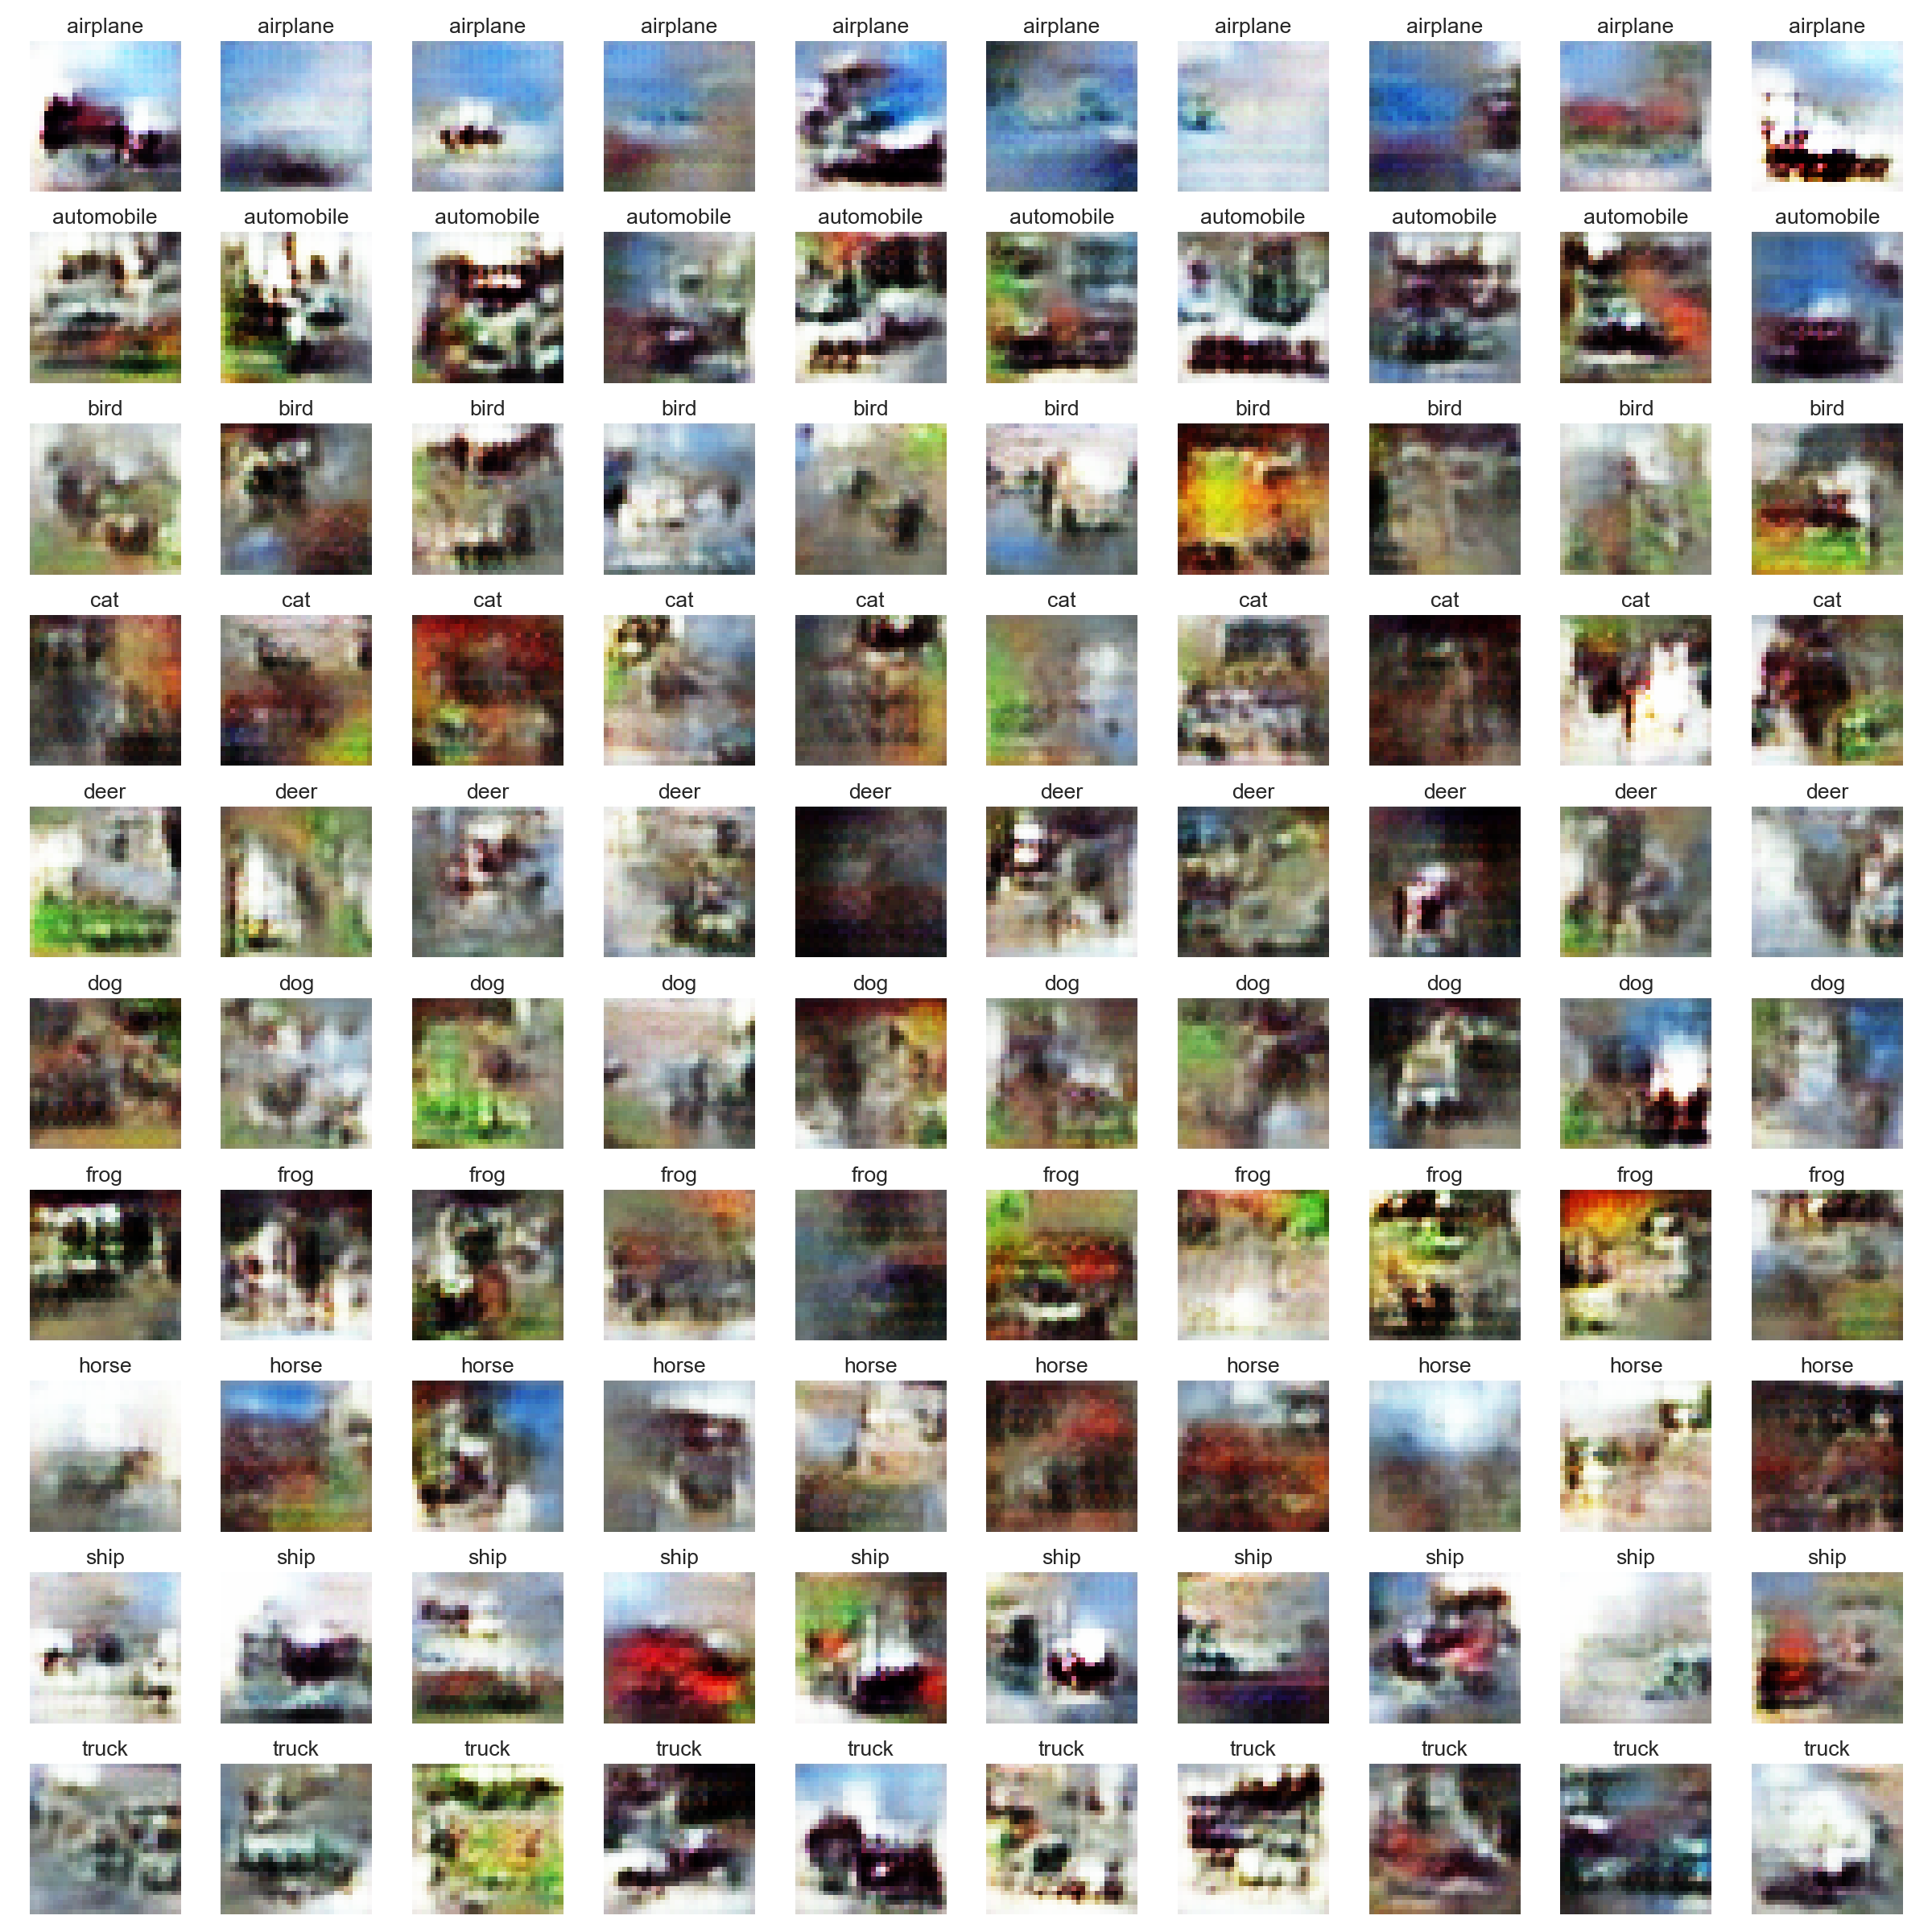 airplane airplane airplane airplane airplane airplane airplane airplane airplane airplane
automobile automobile automobile automobile automobile automobile automobile automobile automobile automobile
bird bird bird bird bird bird bird bird bird bird
cat cat cat cat cat cat cat cat cat cat
deer deer deer deer deer deer deer deer deer deer
dog dog dog dog dog dog dog dog dog dog
frog frog frog frog frog frog frog frog frog frog
horse horse horse horse horse horse horse horse horse horse
ship ship ship ship ship ship ship ship ship ship
truck truck truck truck truck truck truck truck truck truck